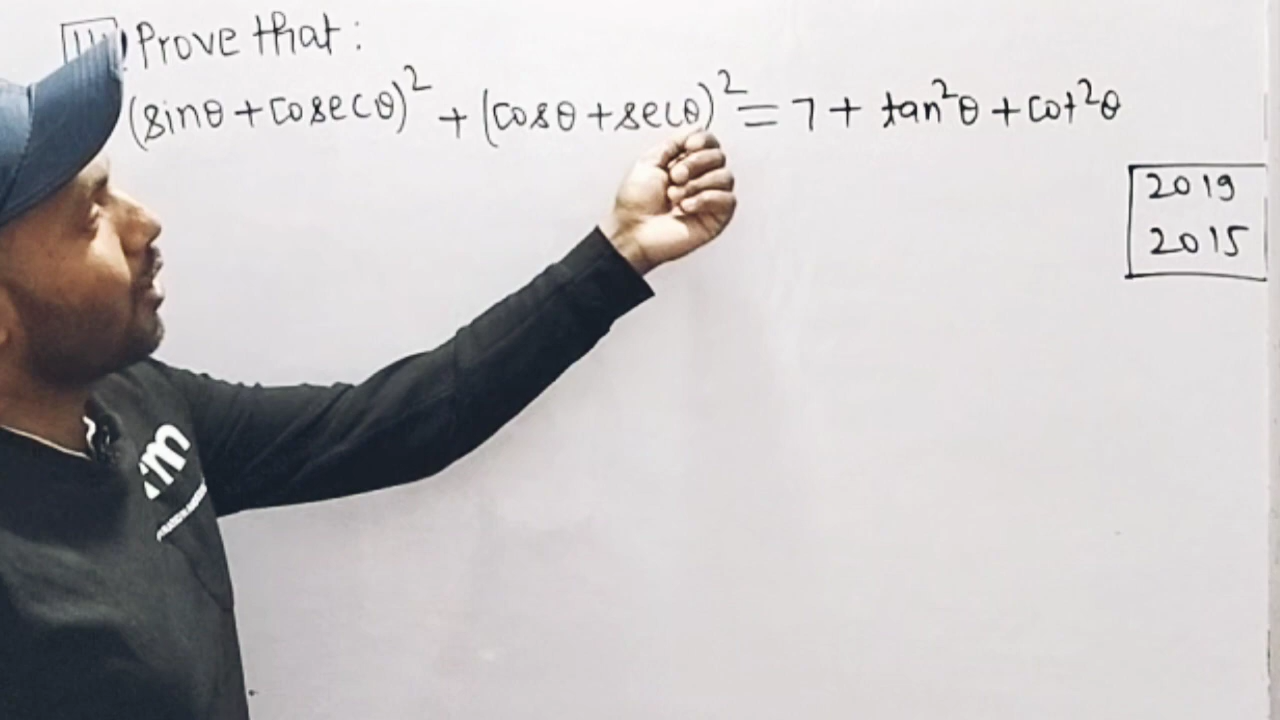 Prove that :
(sinθ + cosecθ)² + (cosθ + secθ)² = 7 + tan²θ + cot²θ
2019
2015